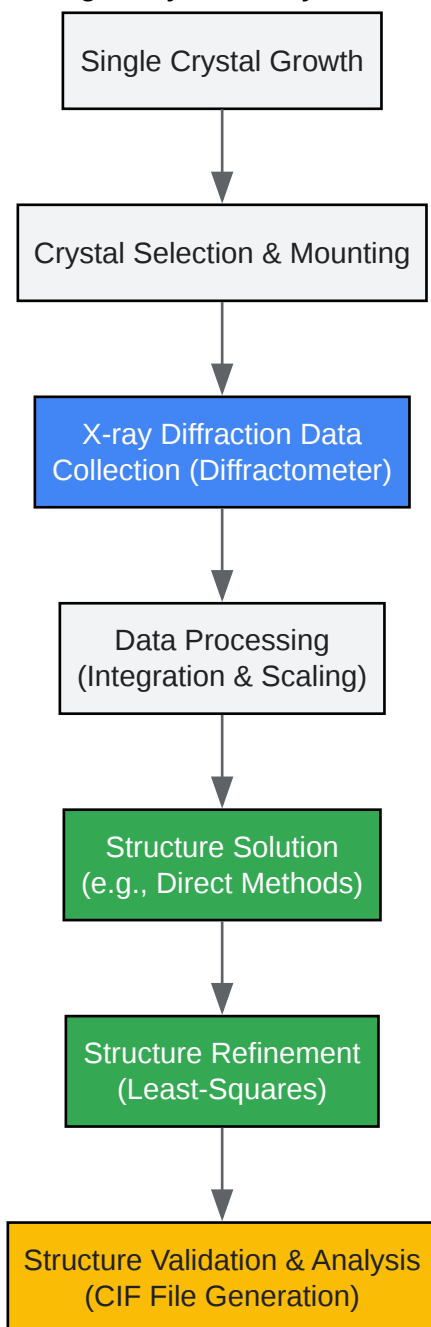 Single Crystal Growth
Crystal Selection & Mounting
X-ray Diffraction Data
Collection (Diffractometer)
Data Processing
(Integration & Scaling)
Structure Solution
(e.g., Direct Methods)
Structure Refinement
(Least-Squares)
Structure Validation & Analysis
(CIF File Generation)